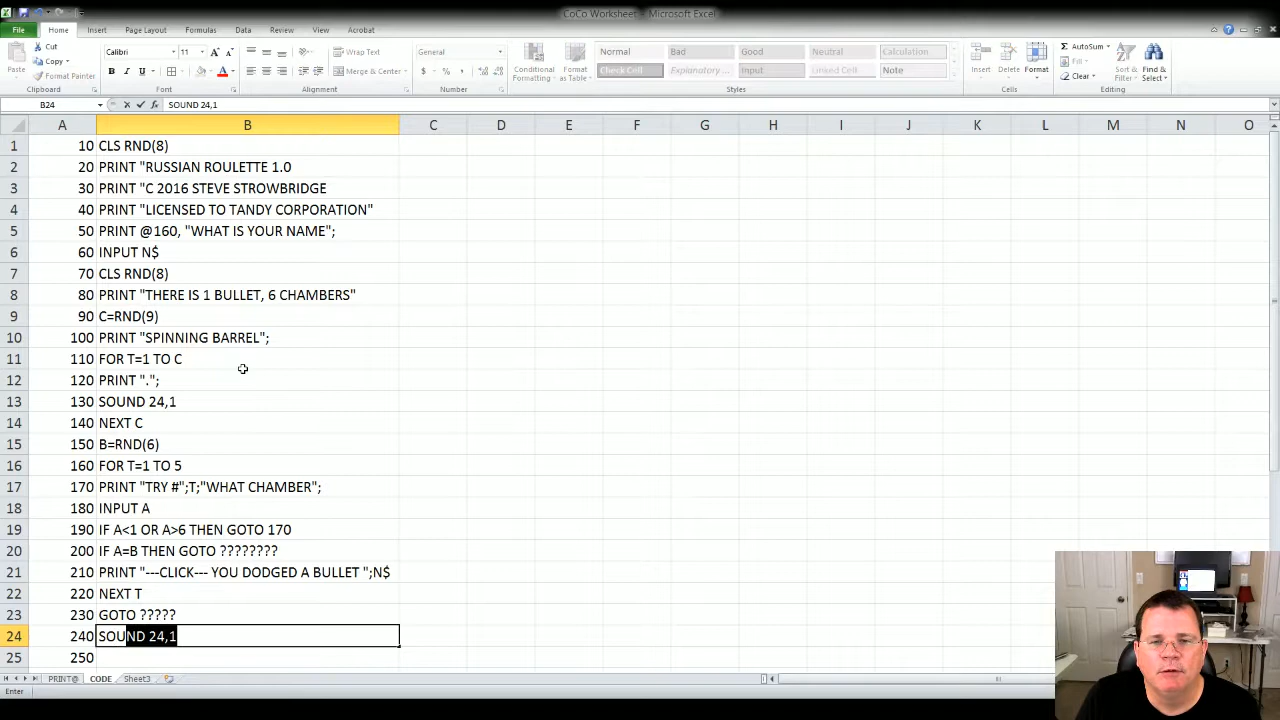 CoCo Worksheet - Microsoft Excel
File Home Insert Page Layout Formulas Data Review View Acrobat
Cut
Copy
Format Painter
Paste
Clipboard
Calibri 11
B I U
Font
Wrap Text
Merge & Center
Alignment
General
$ % ,
Number
Conditional Formatting
Format as Table
Normal Bad Good Neutral Calculation
Check Cell Explanatory ... Input Linked Cell Note
Styles
Insert Delete Format
Cells
AutoSum
Fill
Clear
Sort & Filter
Find & Select
Editing
B24 fx SOUND 24,1
A B C D E F G H I J K L M N O
1 10 CLS RND(8)
2 20 PRINT "RUSSIAN ROULETTE 1.0
3 30 PRINT "C 2016 STEVE STROWBRIDGE
4 40 PRINT "LICENSED TO TANDY CORPORATION"
5 50 PRINT @160, "WHAT IS YOUR NAME";
6 60 INPUT N$
7 70 CLS RND(8)
8 80 PRINT "THERE IS 1 BULLET, 6 CHAMBERS"
9 90 C=RND(9)
10 100 PRINT "SPINNING BARREL";
11 110 FOR T=1 TO C
12 120 PRINT ".";
13 130 SOUND 24,1
14 140 NEXT C
15 150 B=RND(6)
16 160 FOR T=1 TO 5
17 170 PRINT "TRY #";T;"WHAT CHAMBER";
18 180 INPUT A
19 190 IF A<1 OR A>6 THEN GOTO 170
20 200 IF A=B THEN GOTO ????????
21 210 PRINT "---CLICK--- YOU DODGED A BULLET ";N$
22 220 NEXT T
23 230 GOTO ?????
24 240 SOUND 24,1
25 250
PRINT@ CODE Sheet3
Enter